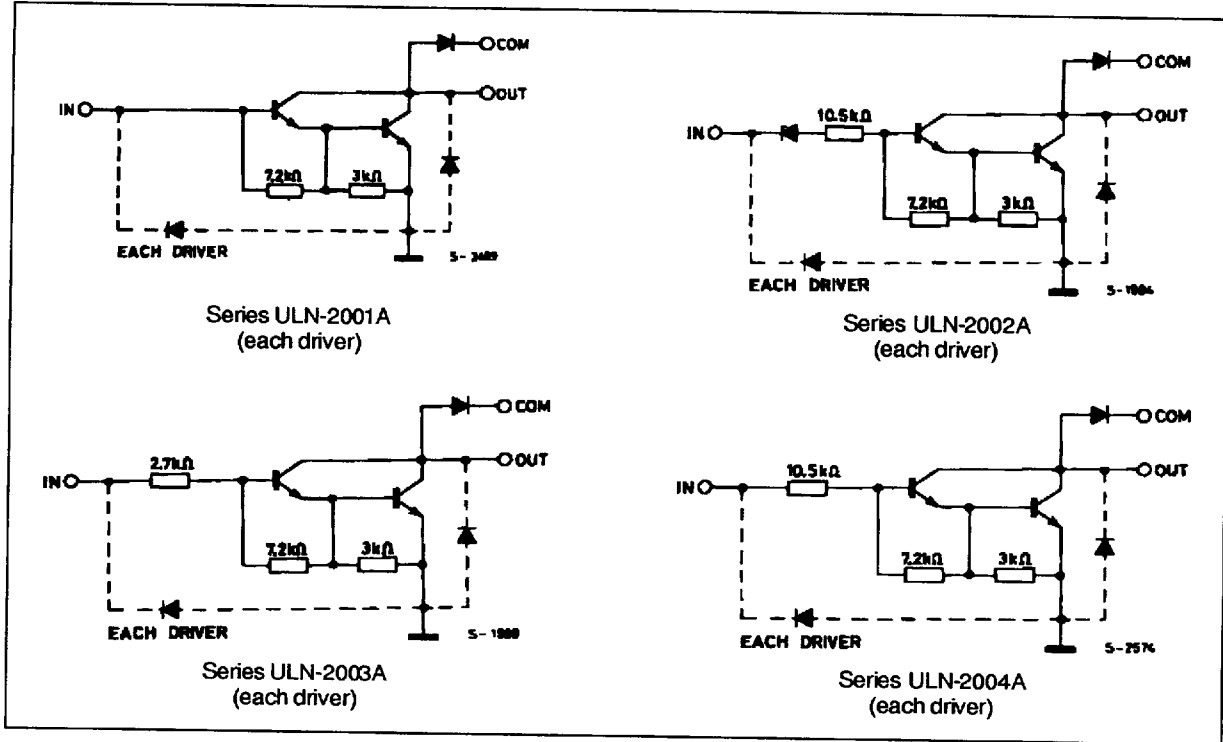 COM
OUT
IN
7.2kΩ
3kΩ
EACH DRIVER
Series ULN-2001A
(each driver)
COM
OUT
IN
10.5kΩ
7.2kΩ
3kΩ
EACH DRIVER
S-1984
Series ULN-2002A
(each driver)
COM
OUT
IN
2.7kΩ
7.2kΩ
3kΩ
EACH DRIVER
Series ULN-2003A
(each driver)
COM
OUT
IN
10.5kΩ
7.2kΩ
3kΩ
EACH DRIVER
S-2574
Series ULN-2004A
(each driver)